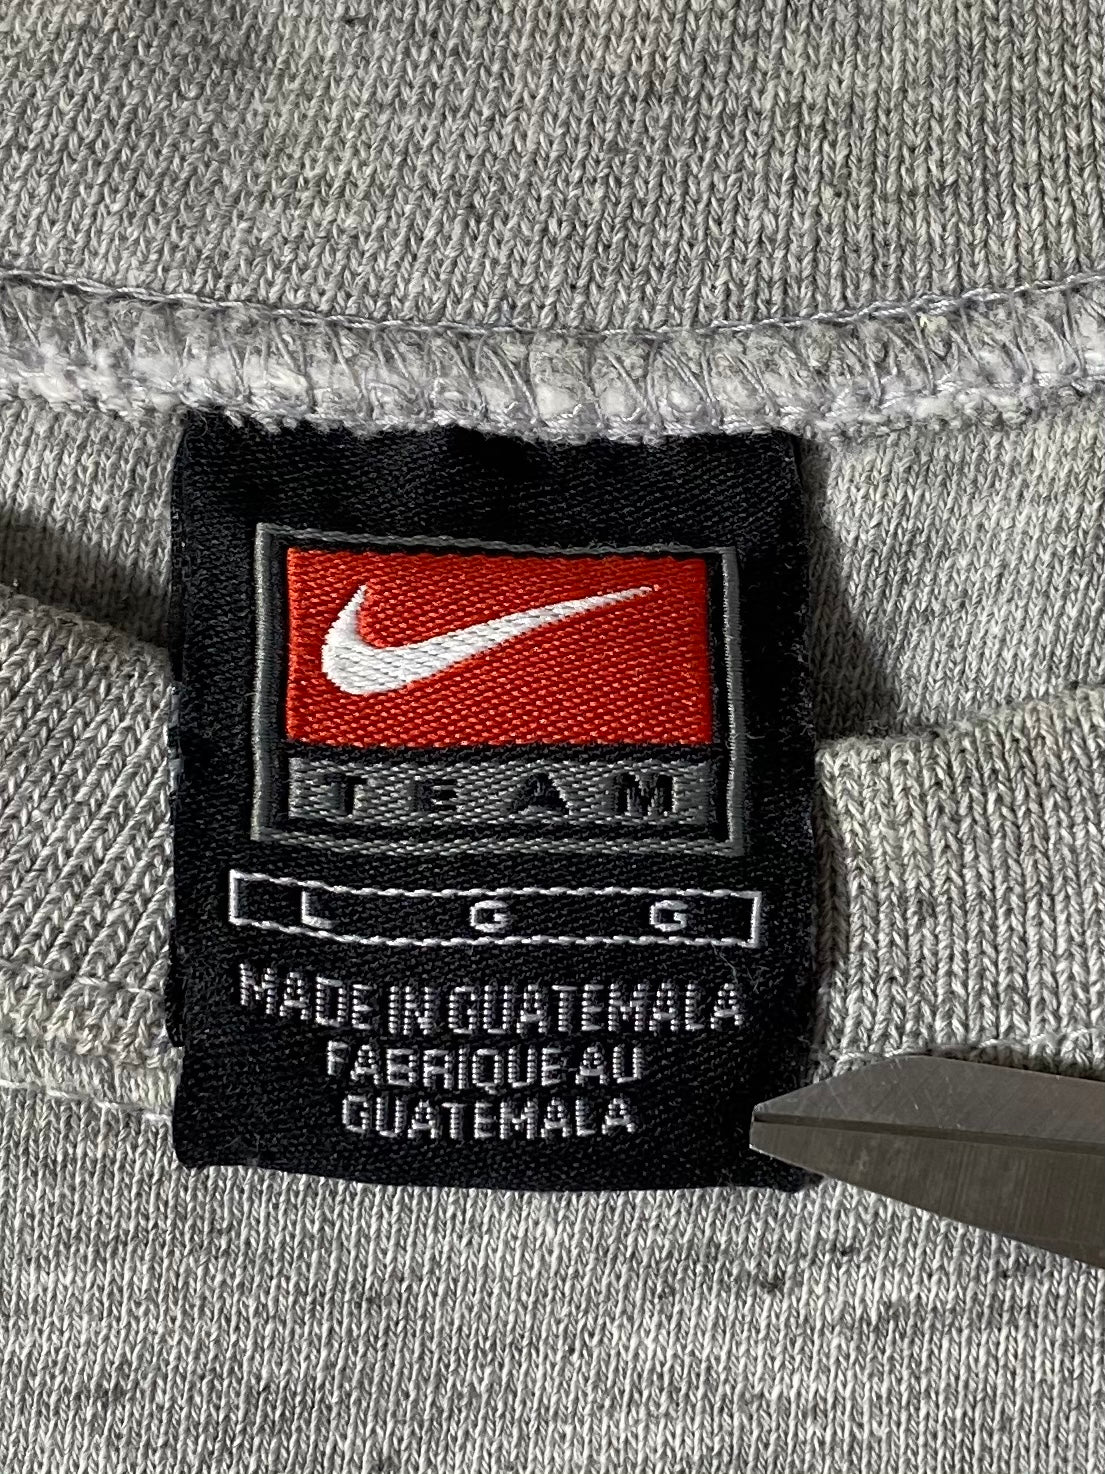 TEAM
L G G
MADE IN GUATEMALA
FABRIQUE AU
GUATEMALA